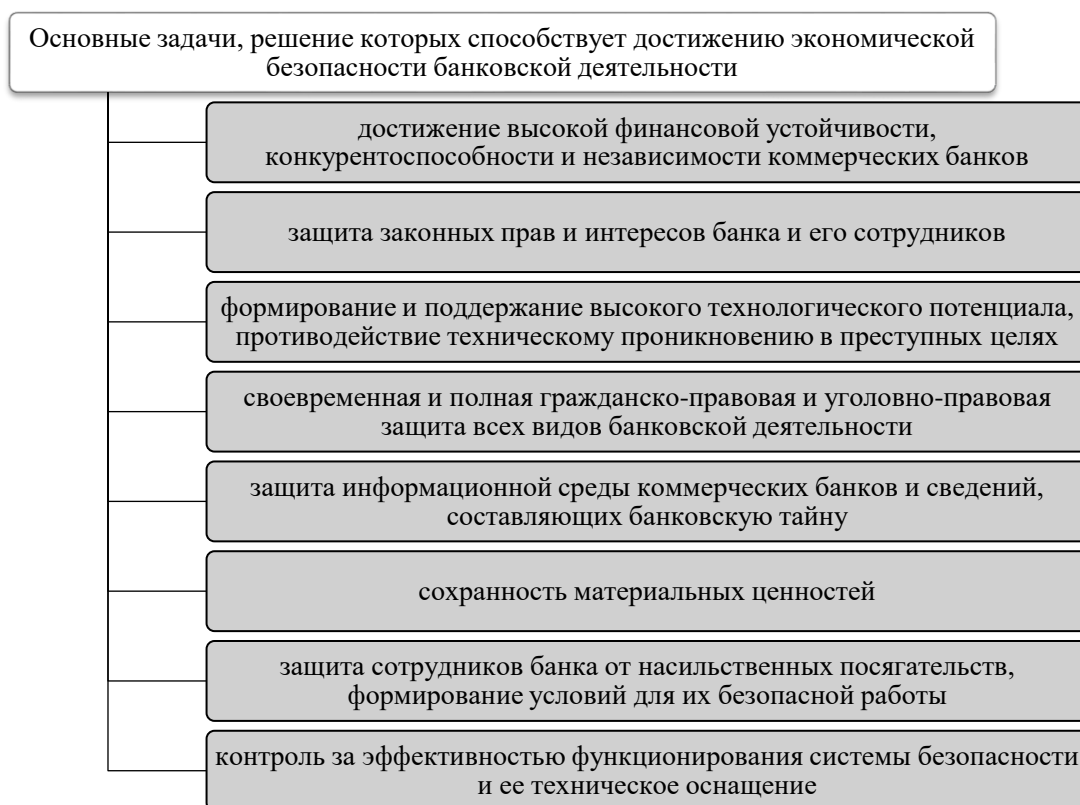 Основные задачи, решение которых способствует достижению экономической
безопасности банковской деятельности
достижение высокой финансовой устойчивости,
конкурентоспособности и независимости коммерческих банков
защита законных прав и интересов банка и его сотрудников
формирование и поддержание высокого технологического потенциала,
противодействие техническому проникновению в преступных целях
своевременная и полная гражданско-правовая и уголовно-правовая
защита всех видов банковской деятельности
защита информационной среды коммерческих банков и сведений,
составляющих банковскую тайну
сохранность материальных ценностей
защита сотрудников банка от насильственных посягательств,
формирование условий для их безопасной работы
контроль за эффективностью функционирования системы безопасности
и ее техническое оснащение